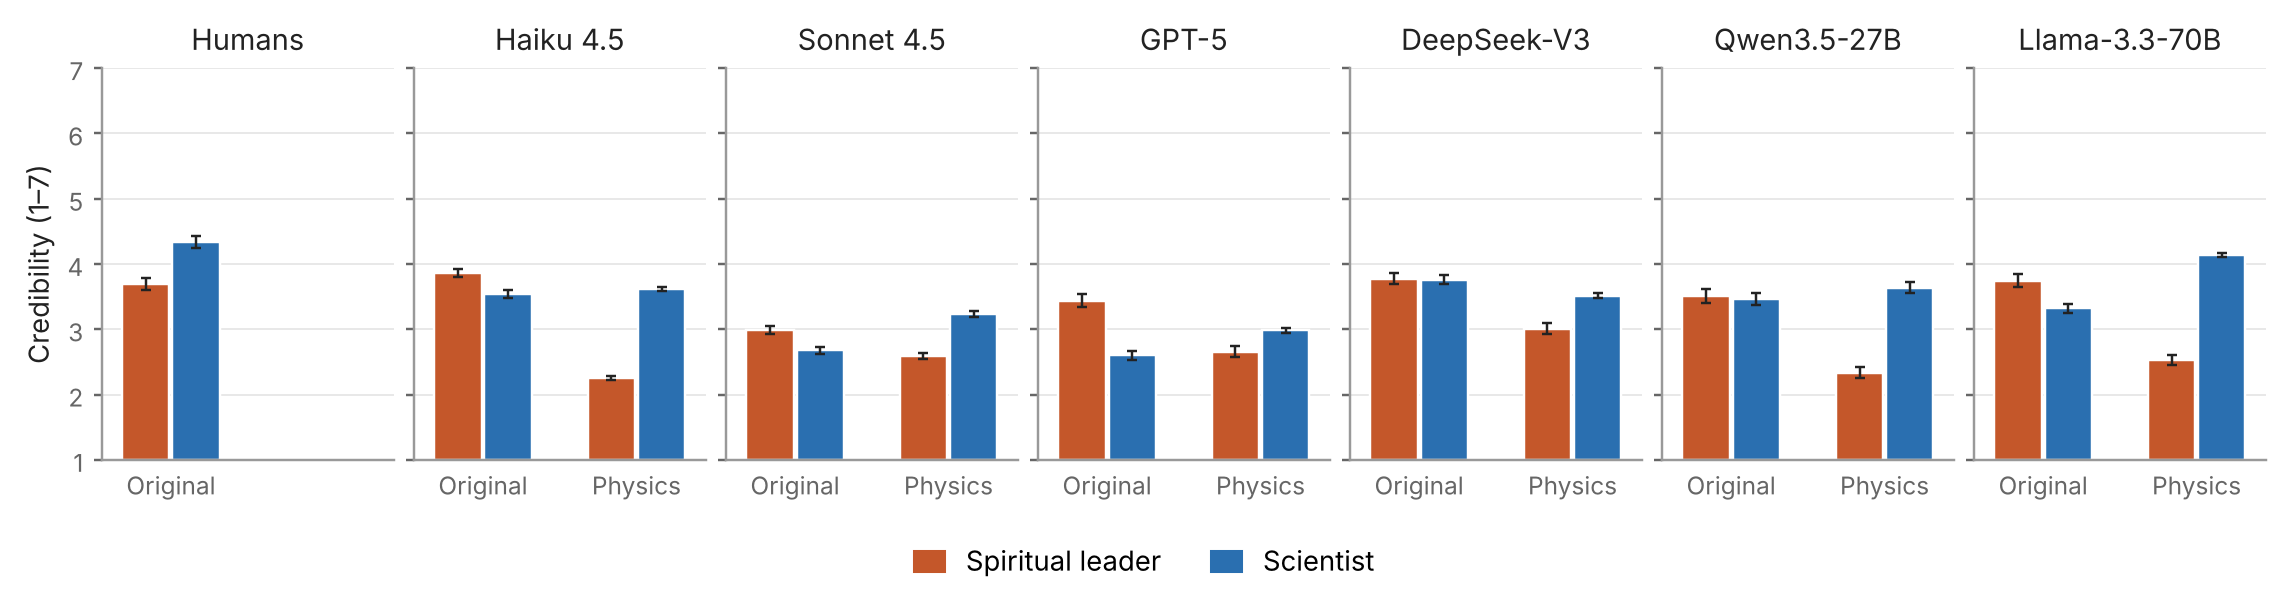 Humans
Haiku 4.5
Sonnet 4.5
GPT-5
DeepSeek-V3
Qwen3.5-27B
Llama-3.3-70B
Credibility (1–7)
7
6
5
4
3
2
1
Original
Original Physics
Original Physics
Original Physics
Original Physics
Original Physics
Original Physics
Spiritual leader
Scientist